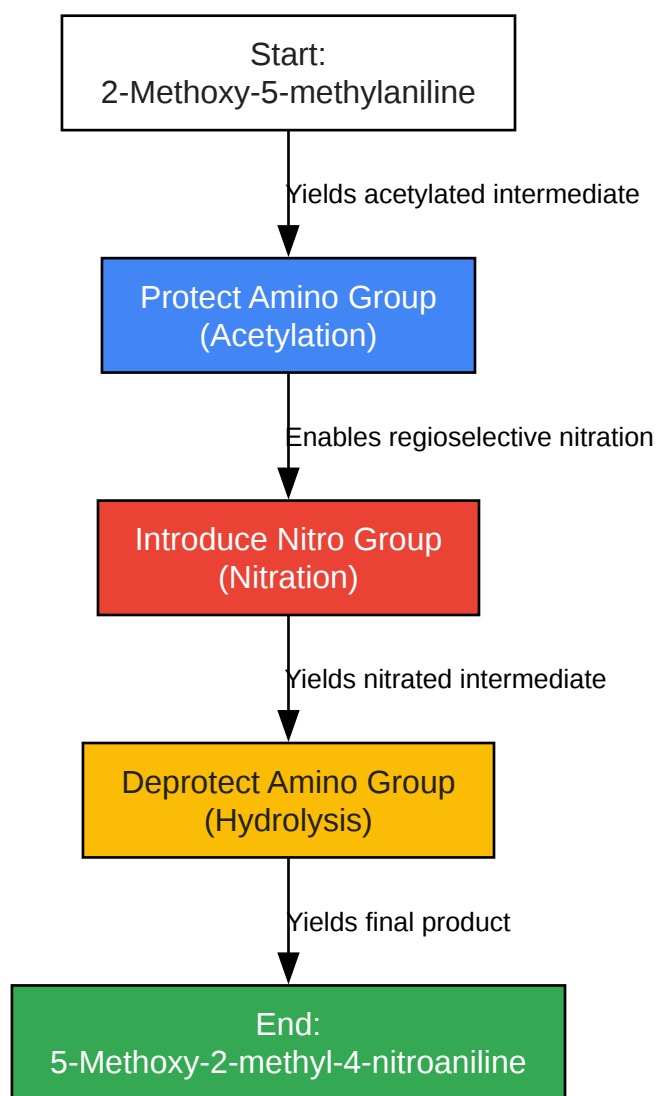 Start:
2-Methoxy-5-methylaniline
Yields acetylated intermediate
Protect Amino Group
(Acetylation)
Enables regioselective nitration
Introduce Nitro Group
(Nitration)
Yields nitrated intermediate
Deprotect Amino Group
(Hydrolysis)
Yields final product
End:
5-Methoxy-2-methyl-4-nitroaniline